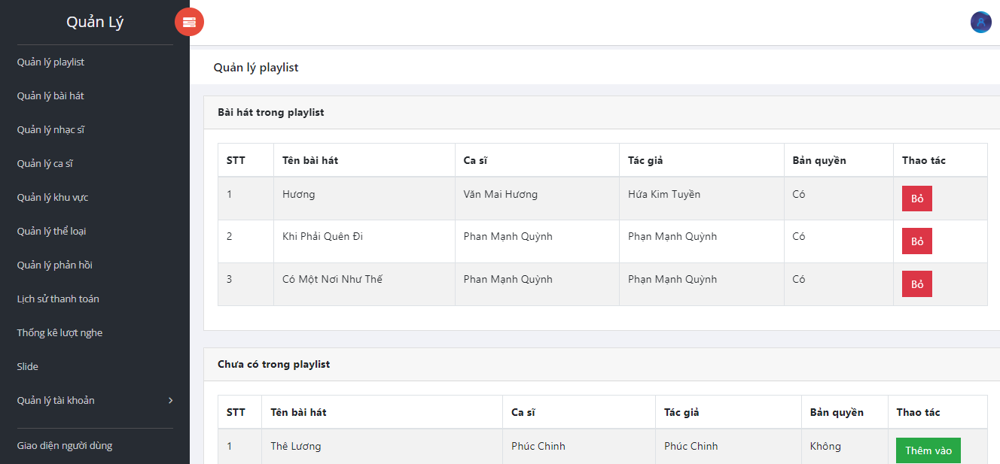 Quản Lý
Quản lý playlist
Quản lý bài hát
Quản lý nhạc sĩ
Quản lý ca sĩ
Quản lý khu vực
Quản lý thể loại
Quản lý phản hồi
Lịch sử thanh toán
Thống kê lượt nghe
Slide
Quản lý tài khoản
Giao diện người dùng
Quản lý playlist
Bài hát trong playlist
STT Tên bài hát Ca sĩ Tác giả Bản quyền Thao tác
1 Hương Văn Mai Hương Hứa Kim Tuyền Có Bỏ
2 Khi Phải Quên Đi Phan Mạnh Quỳnh Phạn Mạnh Quỳnh Có Bỏ
3 Có Một Nơi Như Thế Phan Mạnh Quỳnh Phạn Mạnh Quỳnh Có Bỏ
Chưa có trong playlist
STT Tên bài hát Ca sĩ Tác giả Bản quyền Thao tác
1 Thê Lương Phúc Chinh Phúc Chinh Không Thêm vào